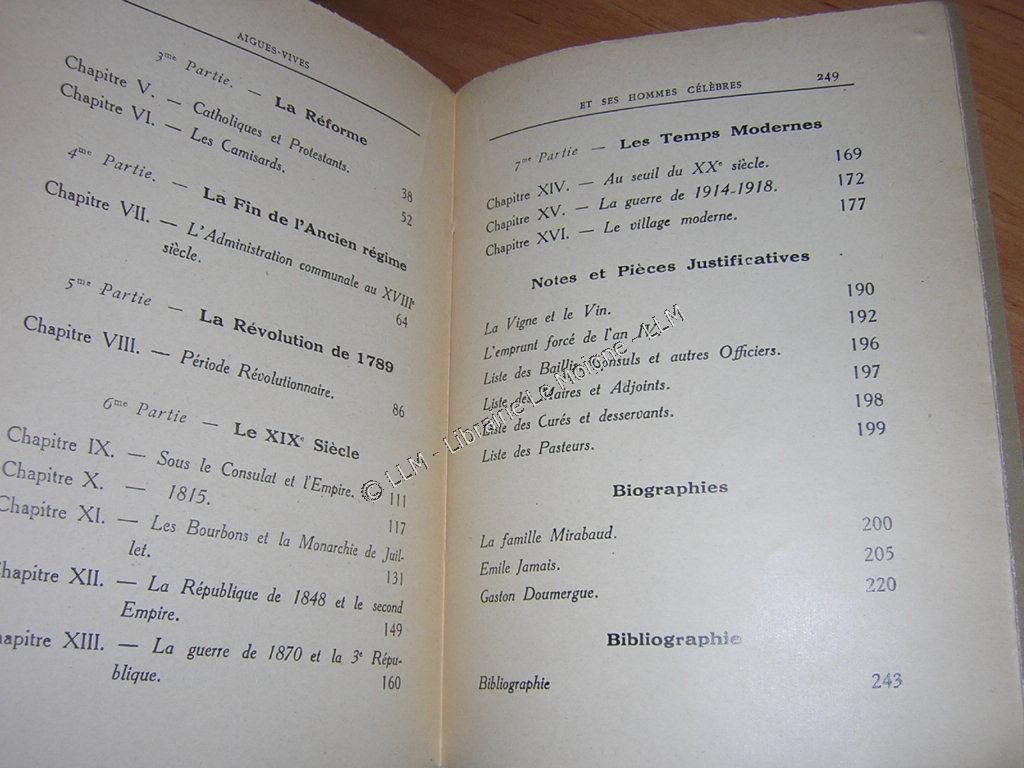 AIGUES-VIVES
3me Partie. — La Réforme
Chapitre V. — Catholiques et Protestants. 38
Chapitre VI. — Les Camisards. 52
4me Partie. — La Fin de l'Ancien régime
Chapitre VII. — L'Administration communale au XVIIIe
siècle. 64
5me Partie — La Révolution de 1789
Chapitre VIII. — Période Révolutionnaire. 86
6me Partie — Le XIXe Siècle
Chapitre IX. — Sous le Consulat et l'Empire. 111
Chapitre X. — 1815. 117
Chapitre XI. — Les Bourbons et la Monarchie de Juil-
let. 131
hapitre XII. — La République de 1848 et le second
Empire. 149
apitre XIII. — La guerre de 1870 et la 3e Répu-
blique. 160
ET SES HOMMES CÉLÈBRES 249
7me Partie — Les Temps Modernes
Chapitre XIV. — Au seuil du XXe siècle. 169
Chapitre XV. — La guerre de 1914-1918. 172
Chapitre XVI. — Le village moderne. 177
Notes et Pièces Justificatives
La Vigne et le Vin. 190
L'emprunt forcé de l'an 192
Liste des Baillis, Consuls et autres Officiers. 196
Liste des Maires et Adjoints. 197
Liste des Curés et desservants. 198
Liste des Pasteurs. 199
Biographies
La famille Mirabaud. 200
Emile Jamais. 205
Gaston Doumergue. 220
Bibliographie
Bibliographie 243
© LLM - Librairie Le Moigne - LLM